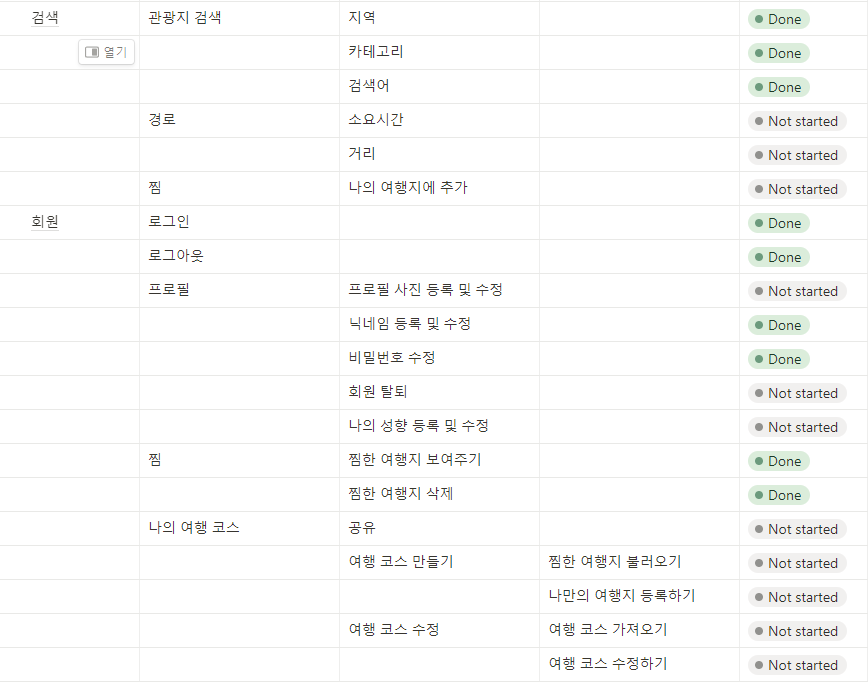 검색 관광지 검색 지역 Done
열기 카테고리 Done
검색어 Done
경로 소요시간 Not started
거리 Not started
찜 나의 여행지에 추가 Not started
회원 로그인 Done
로그아웃 Done
프로필 프로필 사진 등록 및 수정 Not started
닉네임 등록 및 수정 Done
비밀번호 수정 Done
회원 탈퇴 Not started
나의 성향 등록 및 수정 Not started
찜 찜한 여행지 보여주기 Done
찜한 여행지 삭제 Done
나의 여행 코스 공유 Not started
여행 코스 만들기 찜한 여행지 불러오기 Not started
나만의 여행지 등록하기 Not started
여행 코스 수정 여행 코스 가져오기 Not started
여행 코스 수정하기 Not started